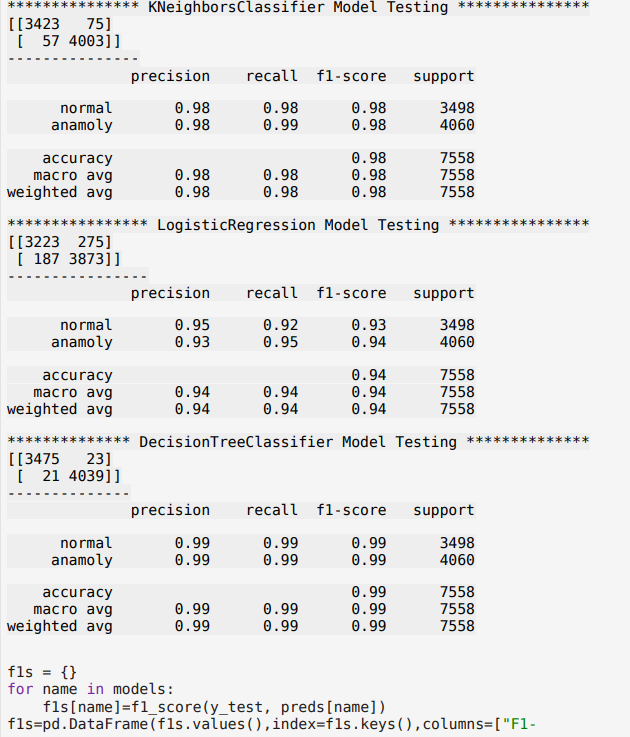 *************** KNeighborsClassifier Model Testing ***************
[[3423   75]
 [  57 4003]]
---------------
              precision    recall  f1-score   support

      normal       0.98      0.98      0.98      3498
     anamoly       0.98      0.99      0.98      4060

    accuracy                           0.98      7558
   macro avg       0.98      0.98      0.98      7558
weighted avg       0.98      0.98      0.98      7558

**************** LogisticRegression Model Testing ****************
[[3223  275]
 [ 187 3873]]
----------------
              precision    recall  f1-score   support

      normal       0.95      0.92      0.93      3498
     anamoly       0.93      0.95      0.94      4060

    accuracy                           0.94      7558
   macro avg       0.94      0.94      0.94      7558
weighted avg       0.94      0.94      0.94      7558

************** DecisionTreeClassifier Model Testing **************
[[3475   23]
 [  21 4039]]
--------------
              precision    recall  f1-score   support

      normal       0.99      0.99      0.99      3498
     anamoly       0.99      0.99      0.99      4060

    accuracy                           0.99      7558
   macro avg       0.99      0.99      0.99      7558
weighted avg       0.99      0.99      0.99      7558

f1s = {}
for name in models:
    f1s[name]=f1_score(y_test, preds[name])
f1s=pd.DataFrame(f1s.values(),index=f1s.keys(),columns=["F1-